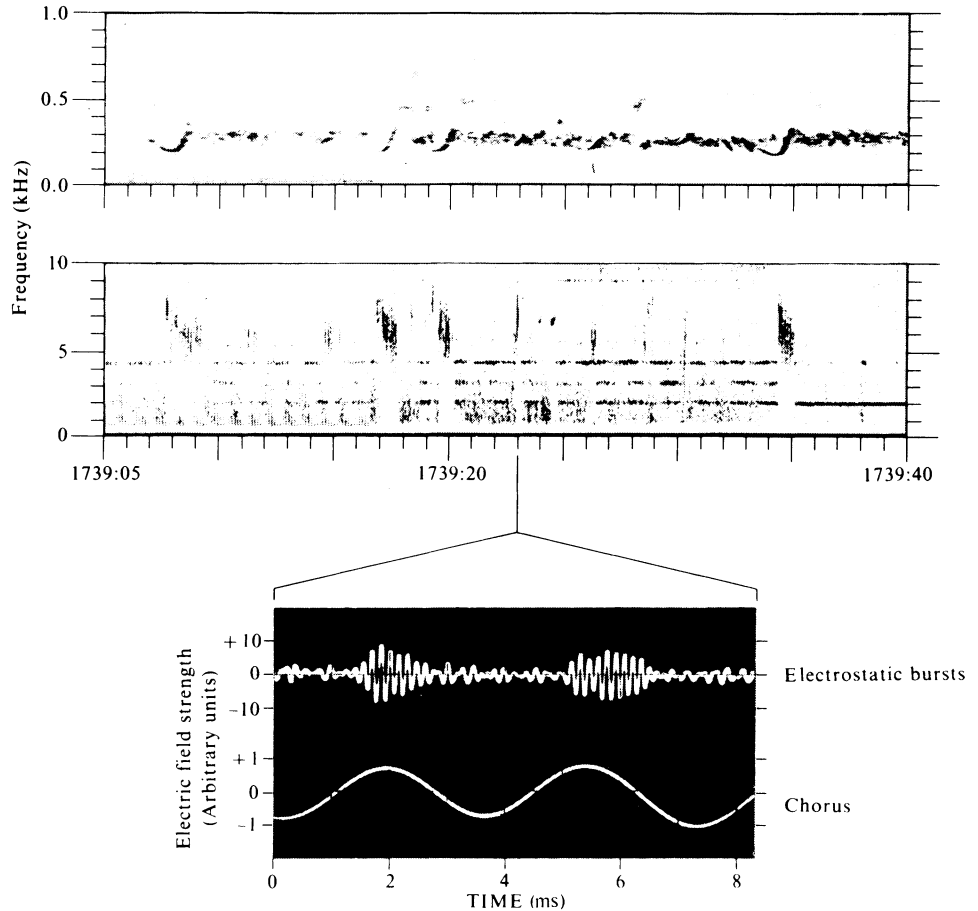 1.0
0.5
0.0
Frequency (kHz)
10
5
0
1739:05 1739:20 1739:40
Electric field strength
(Arbitrary units)
+10
0
-10
Electrostatic bursts
+1
0
-1
Chorus
0 2 4 6 8
TIME (ms)